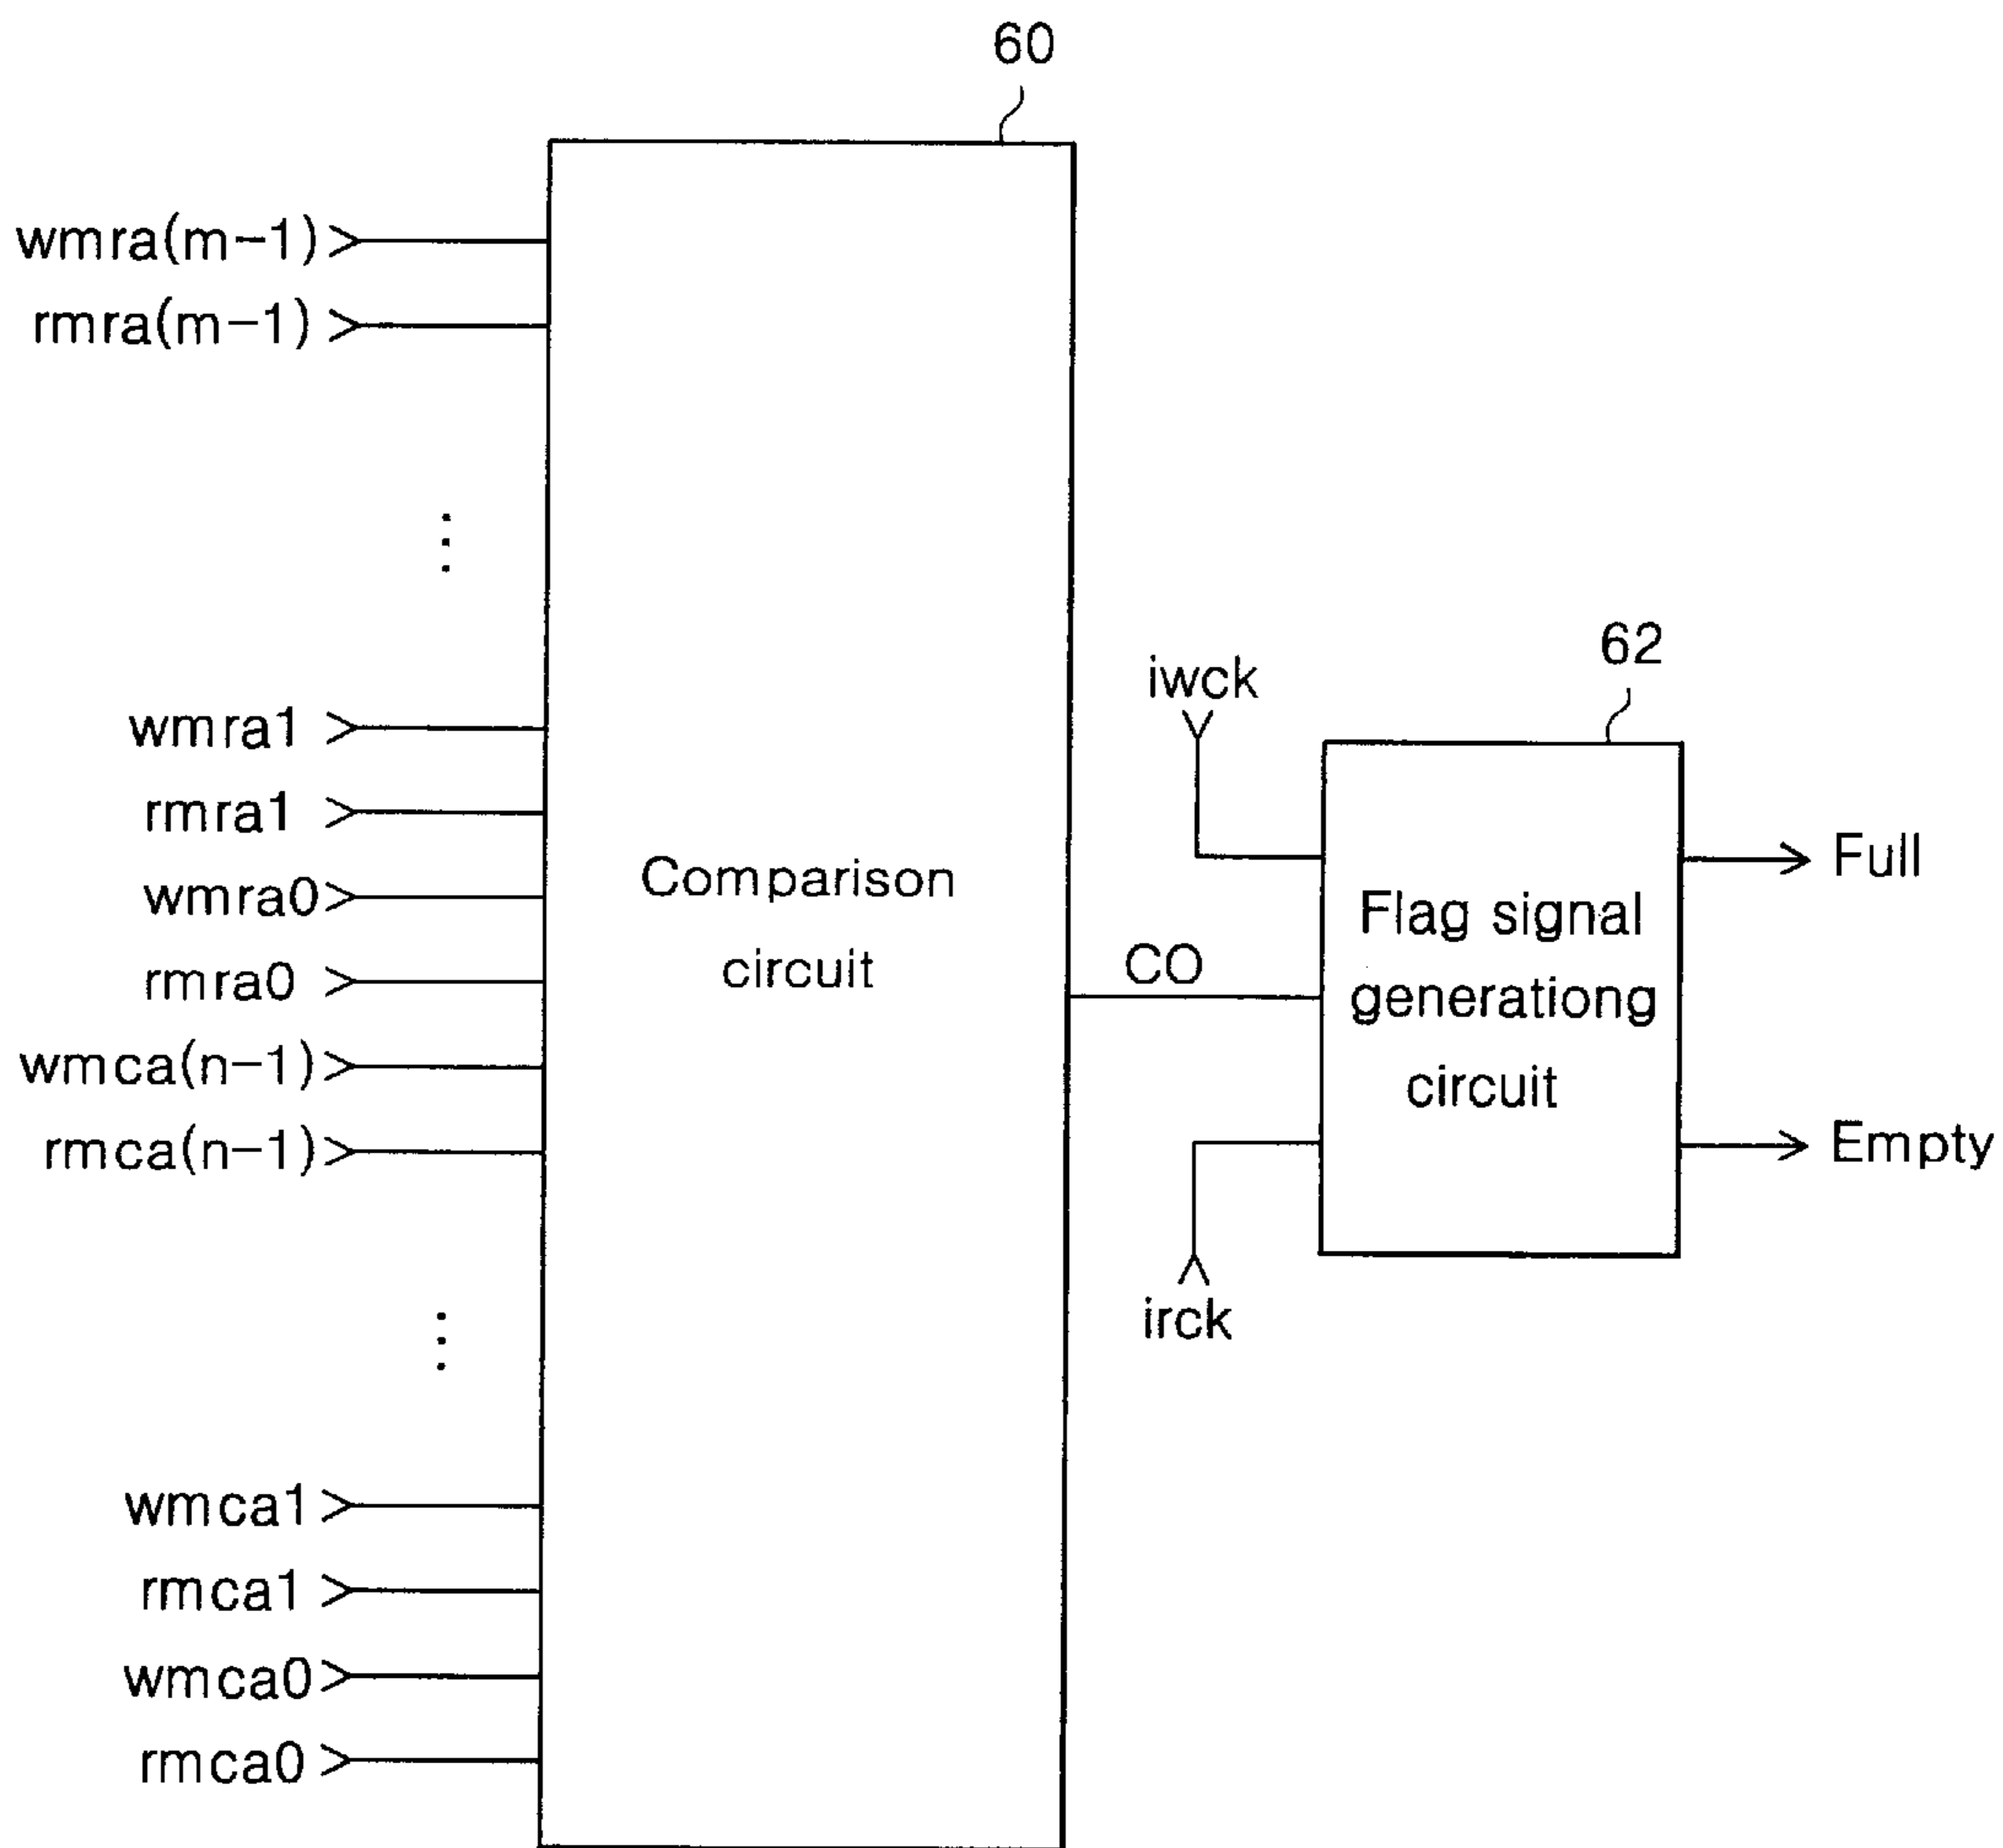 60
wmra(m-1)
rmra(m-1)
wmra1
rmra1
wmra0
rmra0
wmca(n-1)
rmca(n-1)
wmca1
rmca1
wmca0
rmca0
Comparison
circuit
CO
iwck
irck
62
Flag signal
generationg
circuit
Full
Empty